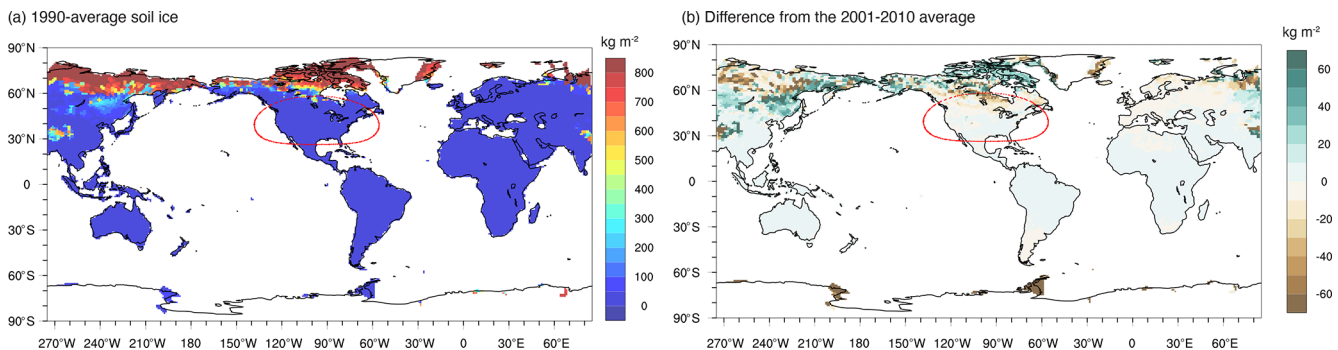 (a) 1990-average soil ice
kg m-2
90°N
60°N
30°N
0
30°S
60°S
90°S
270°W 240°W 210°W 180°W 150°W 120°W 90°W 60°W 30°W 0 30°E 60°E
800
700
600
500
400
300
200
100
0
(b) Difference from the 2001-2010 average
kg m-2
90°N
60°N
30°N
0
30°S
60°S
90°S
270°W 240°W 210°W 180°W 150°W 120°W 90°W 60°W 30°W 0 30°E 60°E
60
40
20
0
-20
-40
-60